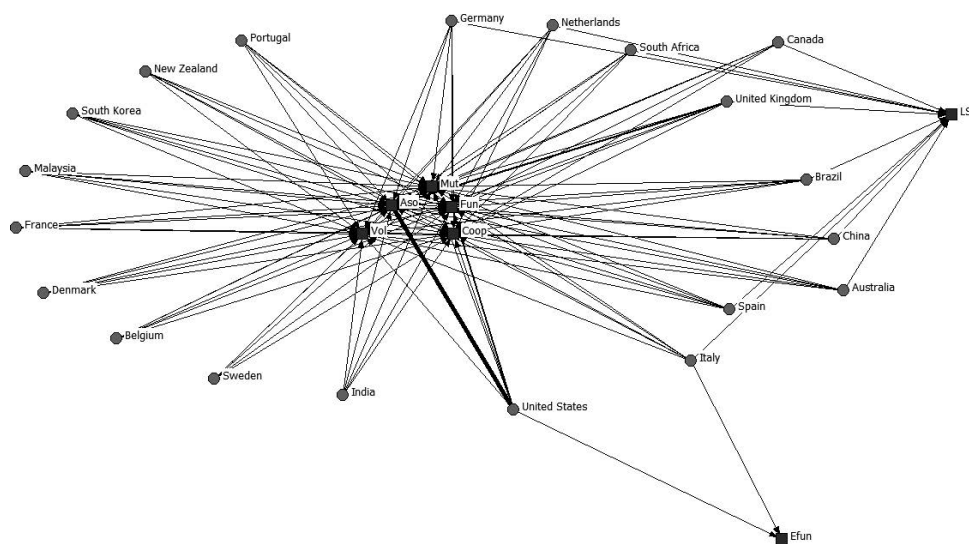 Germany
Netherlands
Portugal
South Africa
Canada
New Zealand
United Kingdom
South Korea
LS
Malaysia
Brazil
Mut
Aso
Fun
France
Vol
Coop
China
Denmark
Australia
Spain
Belgium
Italy
Sweden
India
United States
Efun